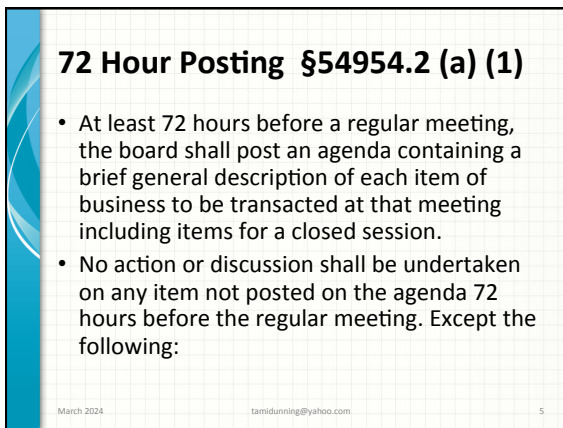 72 Hour Posting §54954.2 (a) (1)
• At least 72 hours before a regular meeting,
the board shall post an agenda containing a
brief general description of each item of
business to be transacted at that meeting
including items for a closed session.
• No action or discussion shall be undertaken
on any item not posted on the agenda 72
hours before the regular meeting. Except the
following:
March 2024 tamidunning@yahoo.com 5